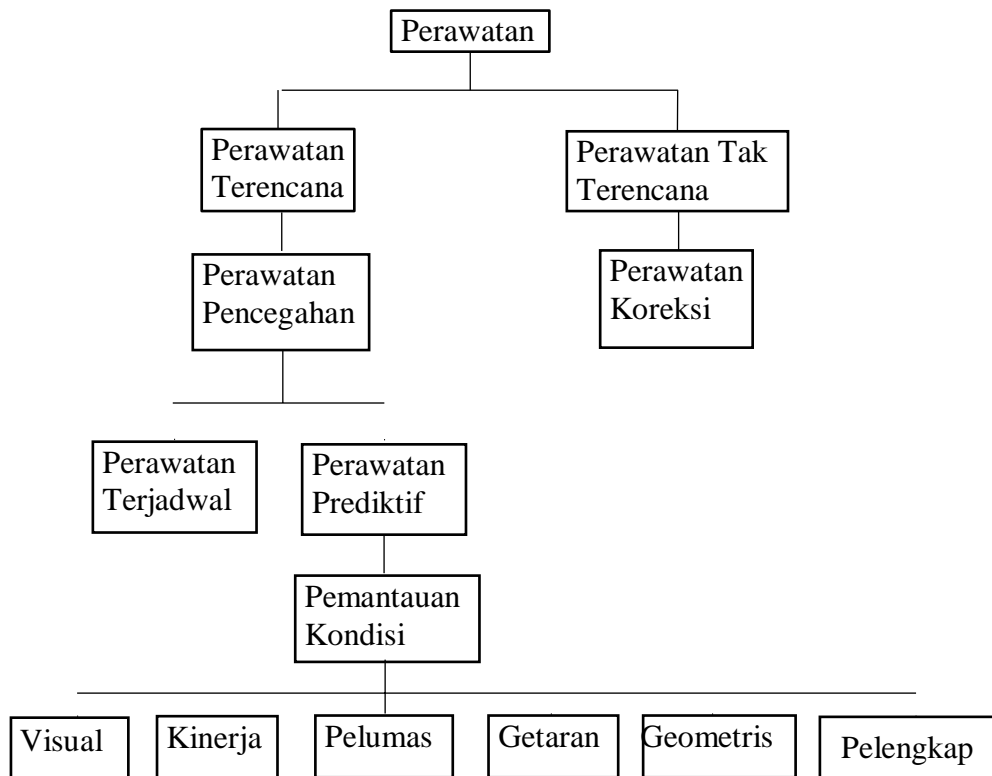 Perawatan
Perawatan
Terencana
Perawatan Tak
Terencana
Perawatan
Pencegahan
Perawatan
Koreksi
Perawatan
Terjadwal
Perawatan
Prediktif
Pemantauan
Kondisi
Visual
Kinerja
Pelumas
Getaran
Geometris
Pelengkap